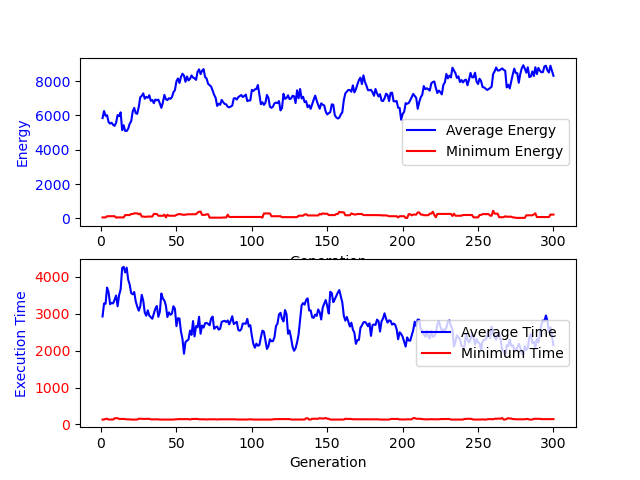 8000
6000
4000
2000
0
Energy
Average Energy
Minimum Energy
0 50 100 150 200 250 300
Generation
4000
3000
2000
1000
0
Execution Time
Average Time
Minimum Time
0 50 100 150 200 250 300
Generation